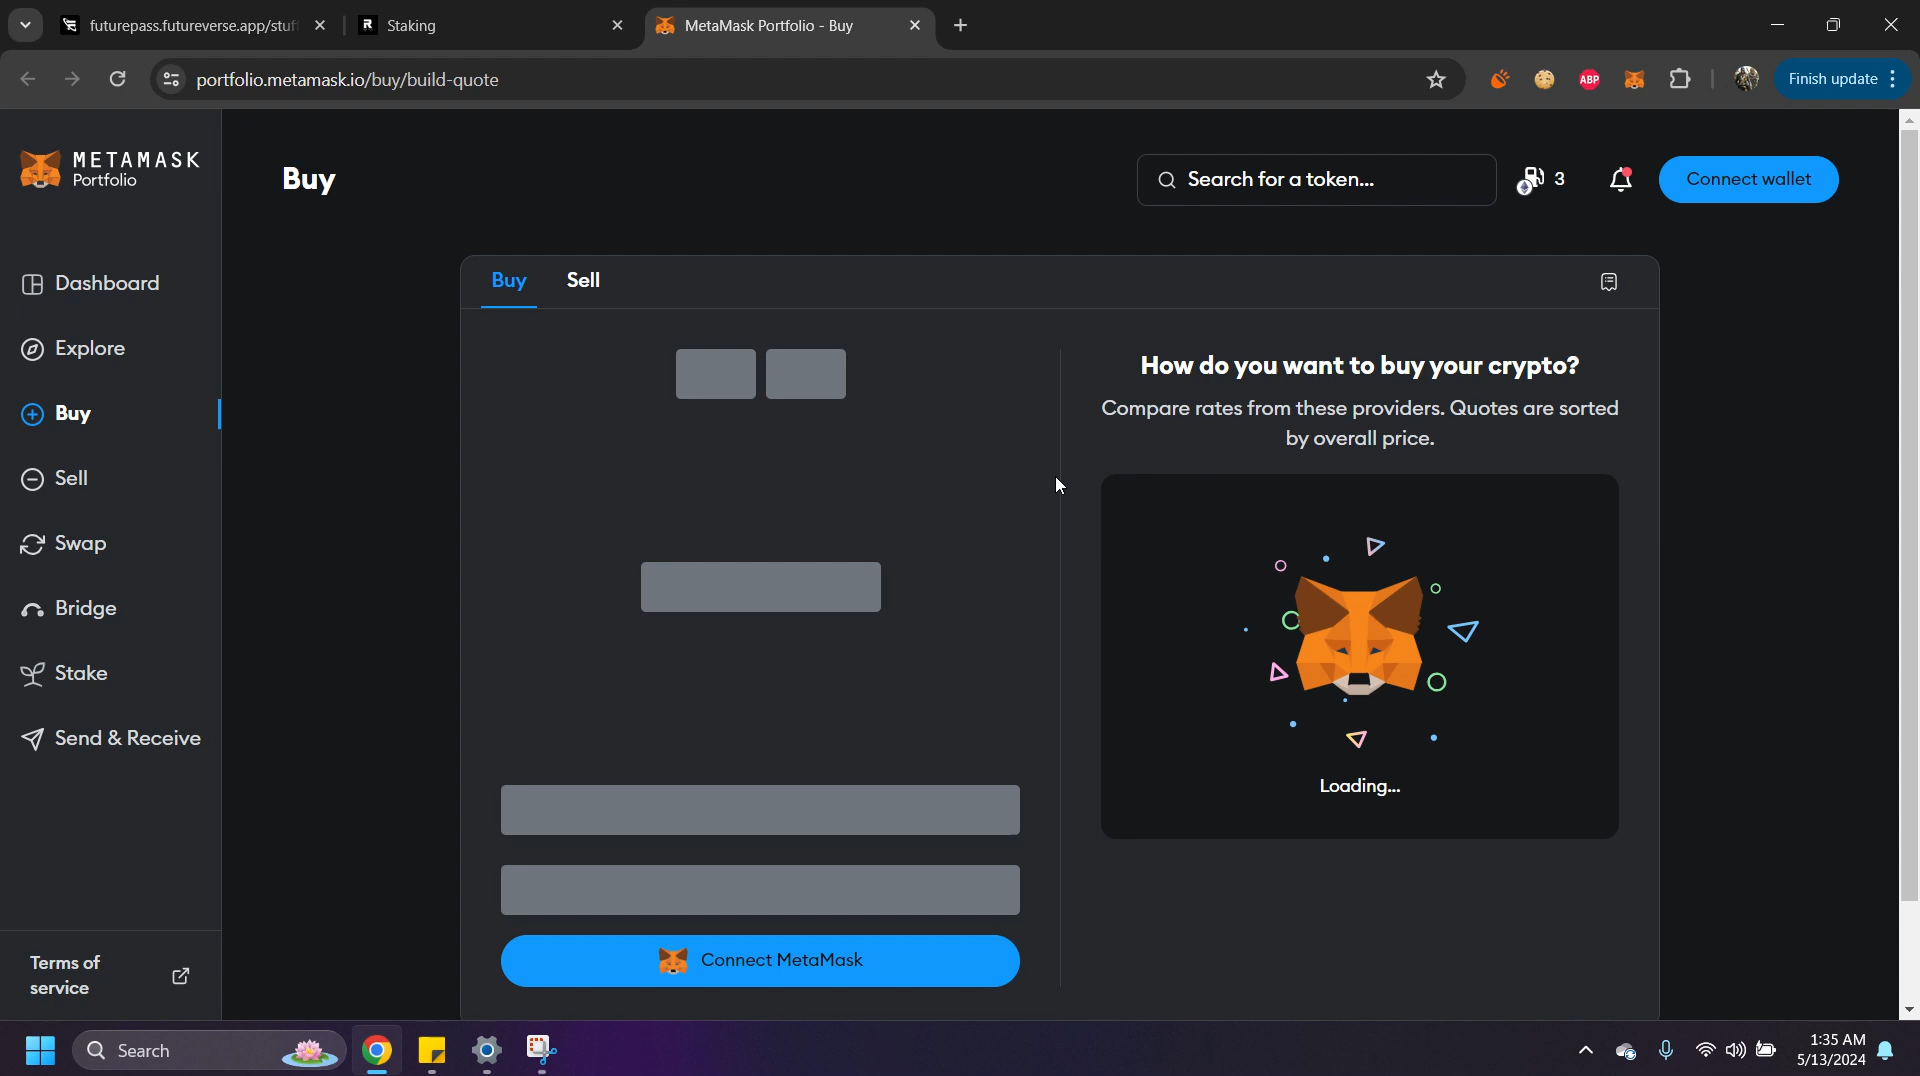 futurepass.futureverse.app/stuf
Staking
MetaMask Portfolio - Buy
portfolio.metamask.io/buy/build-quote
ABP
Finish update
METAMASK
Portfolio
Buy
Search for a token...
3
Connect wallet
Dashboard
Explore
Buy
Sell
Swap
Bridge
Stake
Send & Receive
Terms of
service
Buy
Sell
How do you want to buy your crypto?
Compare rates from these providers. Quotes are sorted
by overall price.
Loading...
Connect MetaMask
Search
1:35 AM
5/13/2024